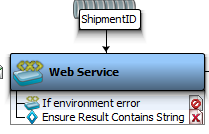 ShipmentID
Web Service
If environment error
Ensure Result Contains String